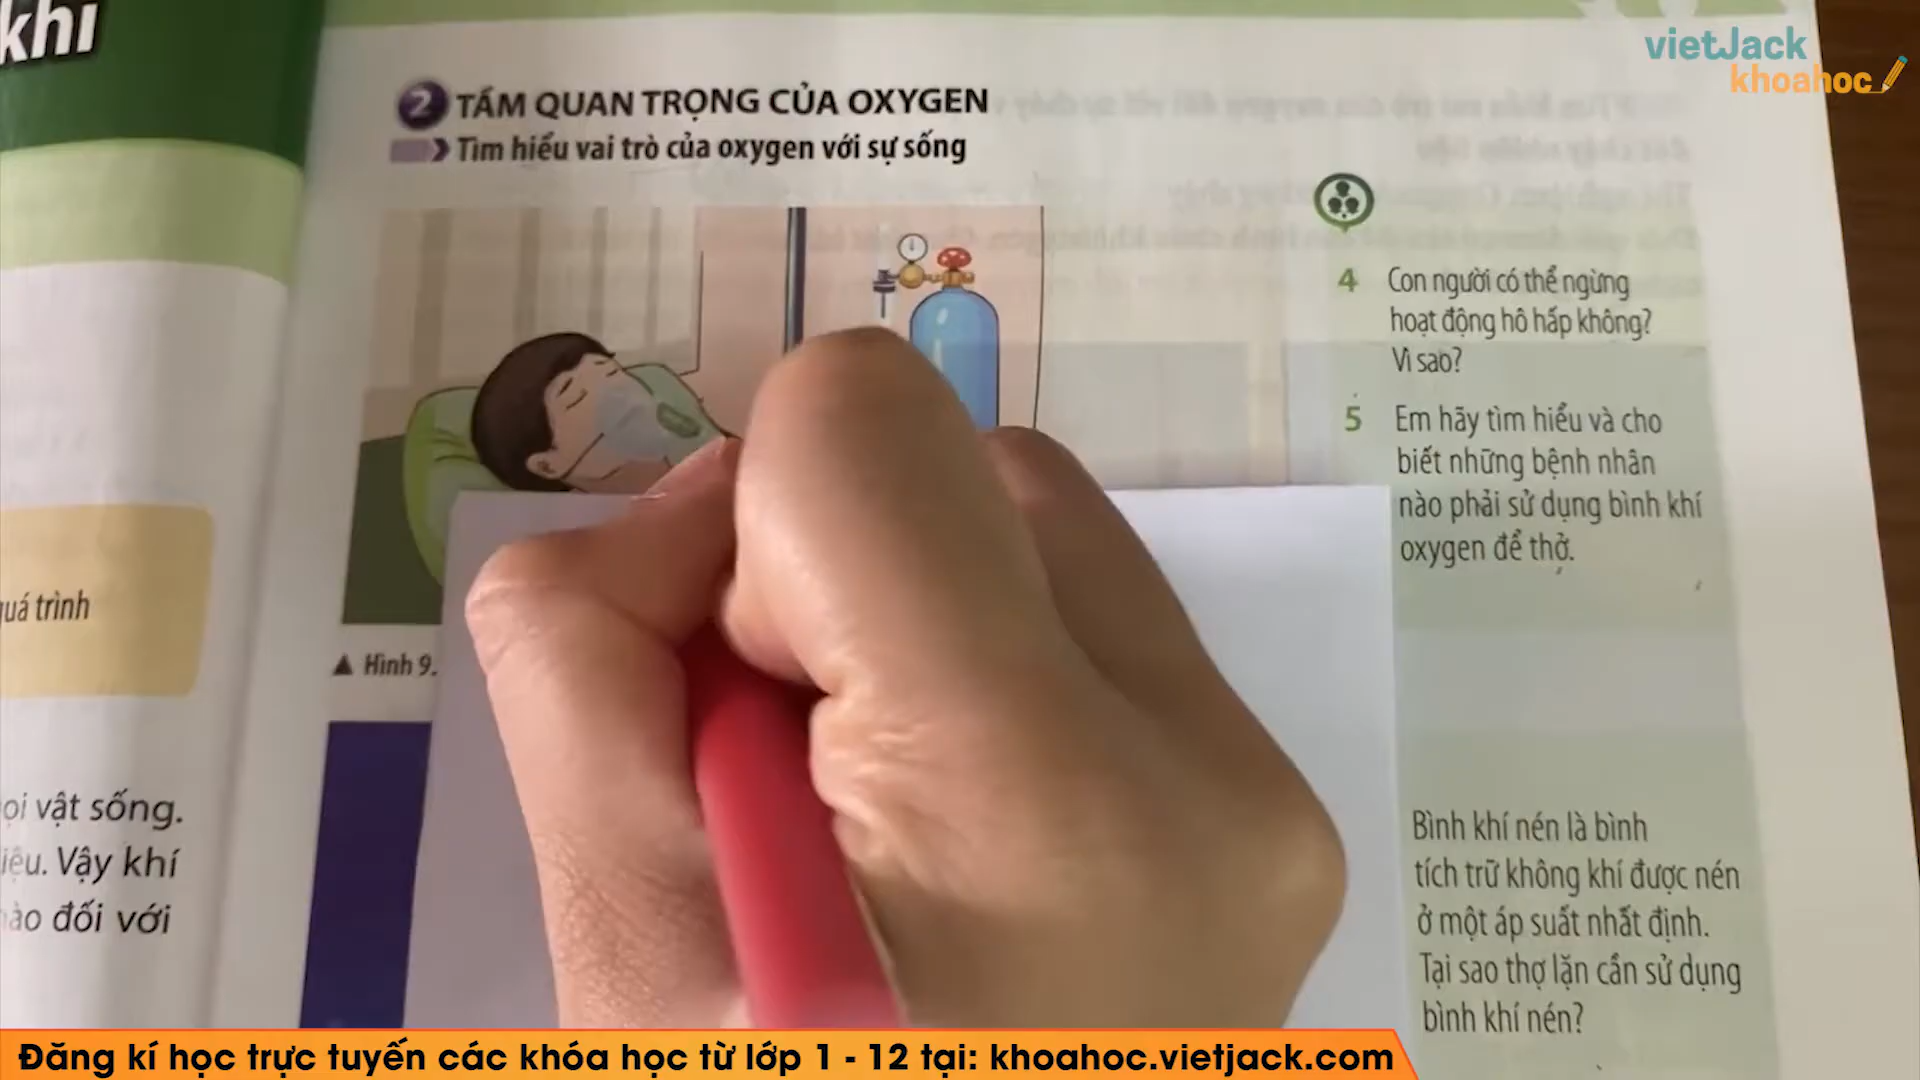 khí
vietJack
khoahoc
2 TẦM QUAN TRỌNG CỦA OXYGEN
Tìm hiểu vai trò của oxygen với sự sống
4 Con người có thể ngừng
hoạt động hô hấp không?
Vì sao?
5 Em hãy tìm hiểu và cho
biết những bệnh nhân
nào phải sử dụng bình khí
oxygen để thở.
quá trình
▲ Hình 9.
vật sống.
Vậy khí
đối với
Bình khí nén là bình
tích trữ không khí được nén
ở một áp suất nhất định.
Tại sao thợ lặn cần sử dụng
bình khí nén?
Đăng kí học trực tuyến các khóa học từ lớp 1 - 12 tại: khoahoc.vietjack.com